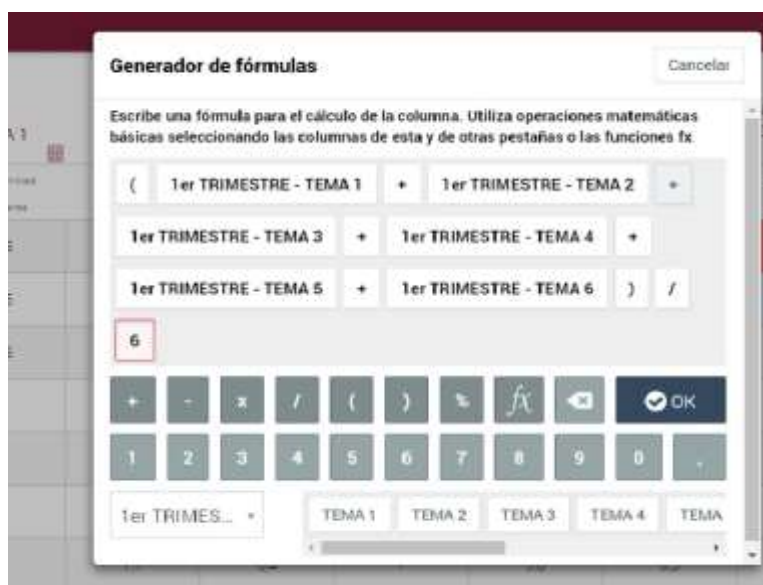 Generador de fórmulas Cancelar
Escribe una fórmula para el cálculo de la columna. Utiliza operaciones matemáticas
básicas seleccionando las columnas de esta y de otras pestañas o las funciones fx
( 1er TRIMESTRE - TEMA 1 + 1er TRIMESTRE - TEMA 2 +
1er TRIMESTRE - TEMA 3 + 1er TRIMESTRE - TEMA 4 +
1er TRIMESTRE - TEMA 5 + 1er TRIMESTRE - TEMA 6 ) /
6
+ - x / ( ) % fx OK
1 2 3 4 5 6 7 8 9 0 .
1er TRIMES... TEMA 1 TEMA 2 TEMA 3 TEMA 4 TEMA